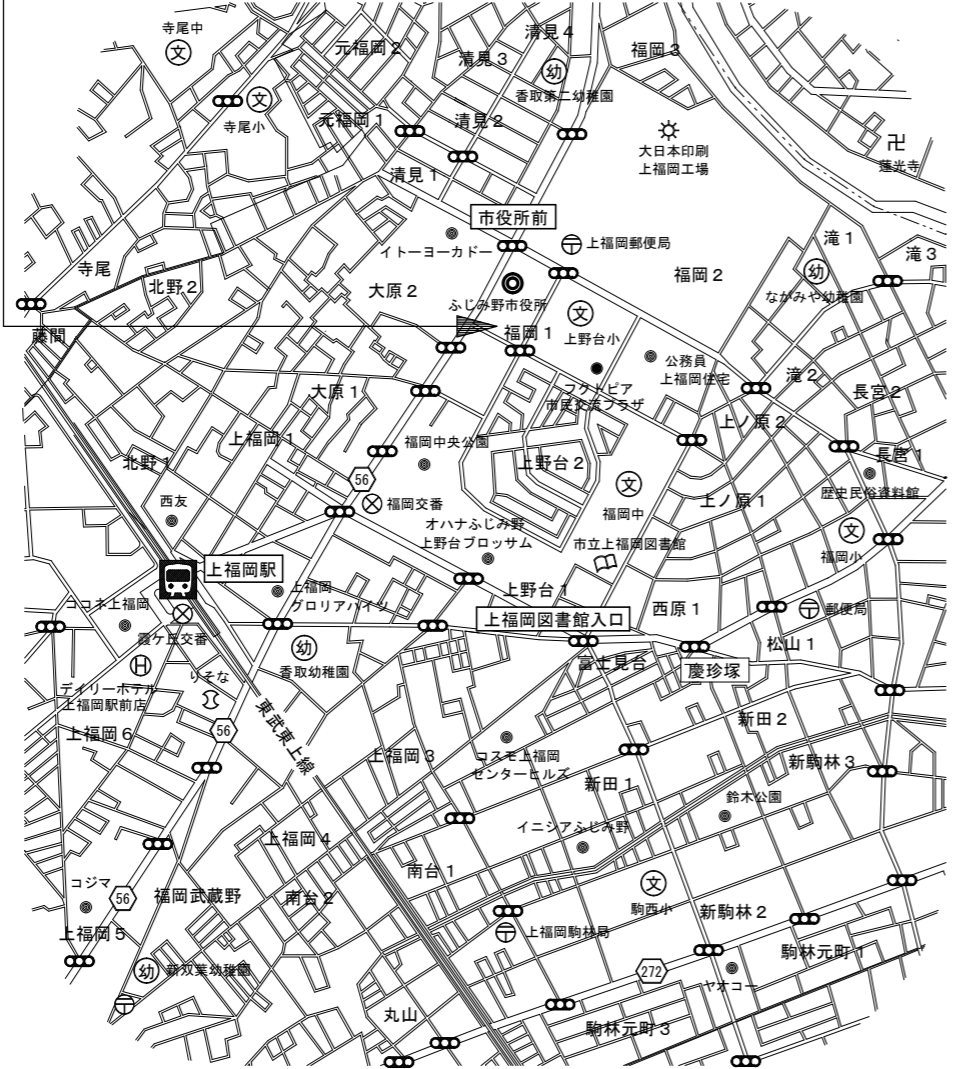 寺尾中
文
元福岡2
清見4
清見3
福岡3
幼
香取第二幼稚園
文
寺尾小
元福岡1
清見2
大日本印刷
上福岡工場
蓮光寺
清見1
市役所前
イトーヨーカドー
上福岡郵便局
滝1
滝3
寺尾
北野2
大原2
ふじみ野市役所
福岡2
幼
ながみや幼稚園
藤間
福岡1
文
上野台小
公務員
上福岡住宅
滝2
大原1
フクトピア
市民交流プラザ
長宮2
上ノ原2
上福岡1
福岡中央公園
北野1
上野台2
長宮1
56
西友
福岡交番
文
福岡中
上ノ原1
歴史民俗資料館
オハナふじみ野
上野台ブロッサム
市立上福岡図書館
文
福岡小
上福岡駅
上福岡
グロリアハイツ
上野台1
ココネ上福岡
西原1
郵便局
上福岡図書館入口
霞ケ丘交番
幼
香取幼稚園
富士見台
慶珍塚
松山1
H
デイリーホテル
上福岡駅前店
りそな
東武東上線
上福岡6
56
上福岡3
コスモ上福岡
センターヒルズ
新田2
新田1
新駒林3
鈴木公園
イニシアふじみ野
上福岡4
南台1
コジマ
56
福岡武蔵野
南台2
文
駒西小
新駒林2
上福岡5
上福岡駒林局
駒林元町1
幼
新双葉幼稚園
272
ヤオコー
丸山
駒林元町3